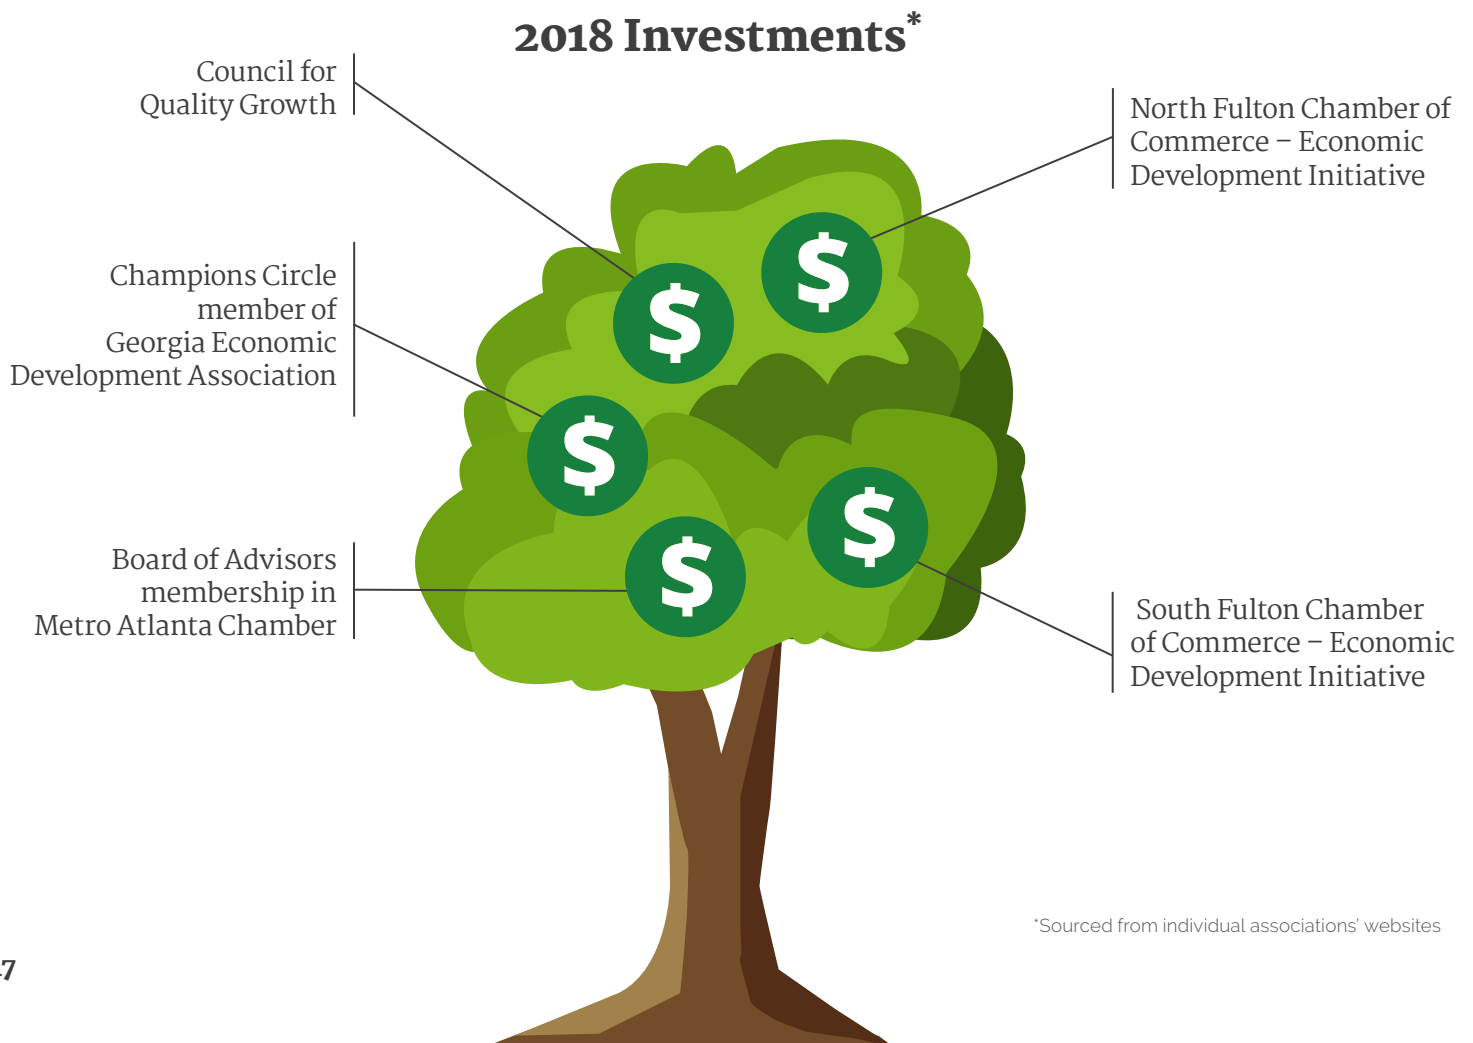 2018 Investments*
Council for
Quality Growth
Champions Circle
member of
Georgia Economic
Development Association
Board of Advisors
membership in
Metro Atlanta Chamber
North Fulton Chamber of
Commerce – Economic
Development Initiative
South Fulton Chamber
of Commerce – Economic
Development Initiative
$
$
$
$
$
*Sourced from individual associations' websites